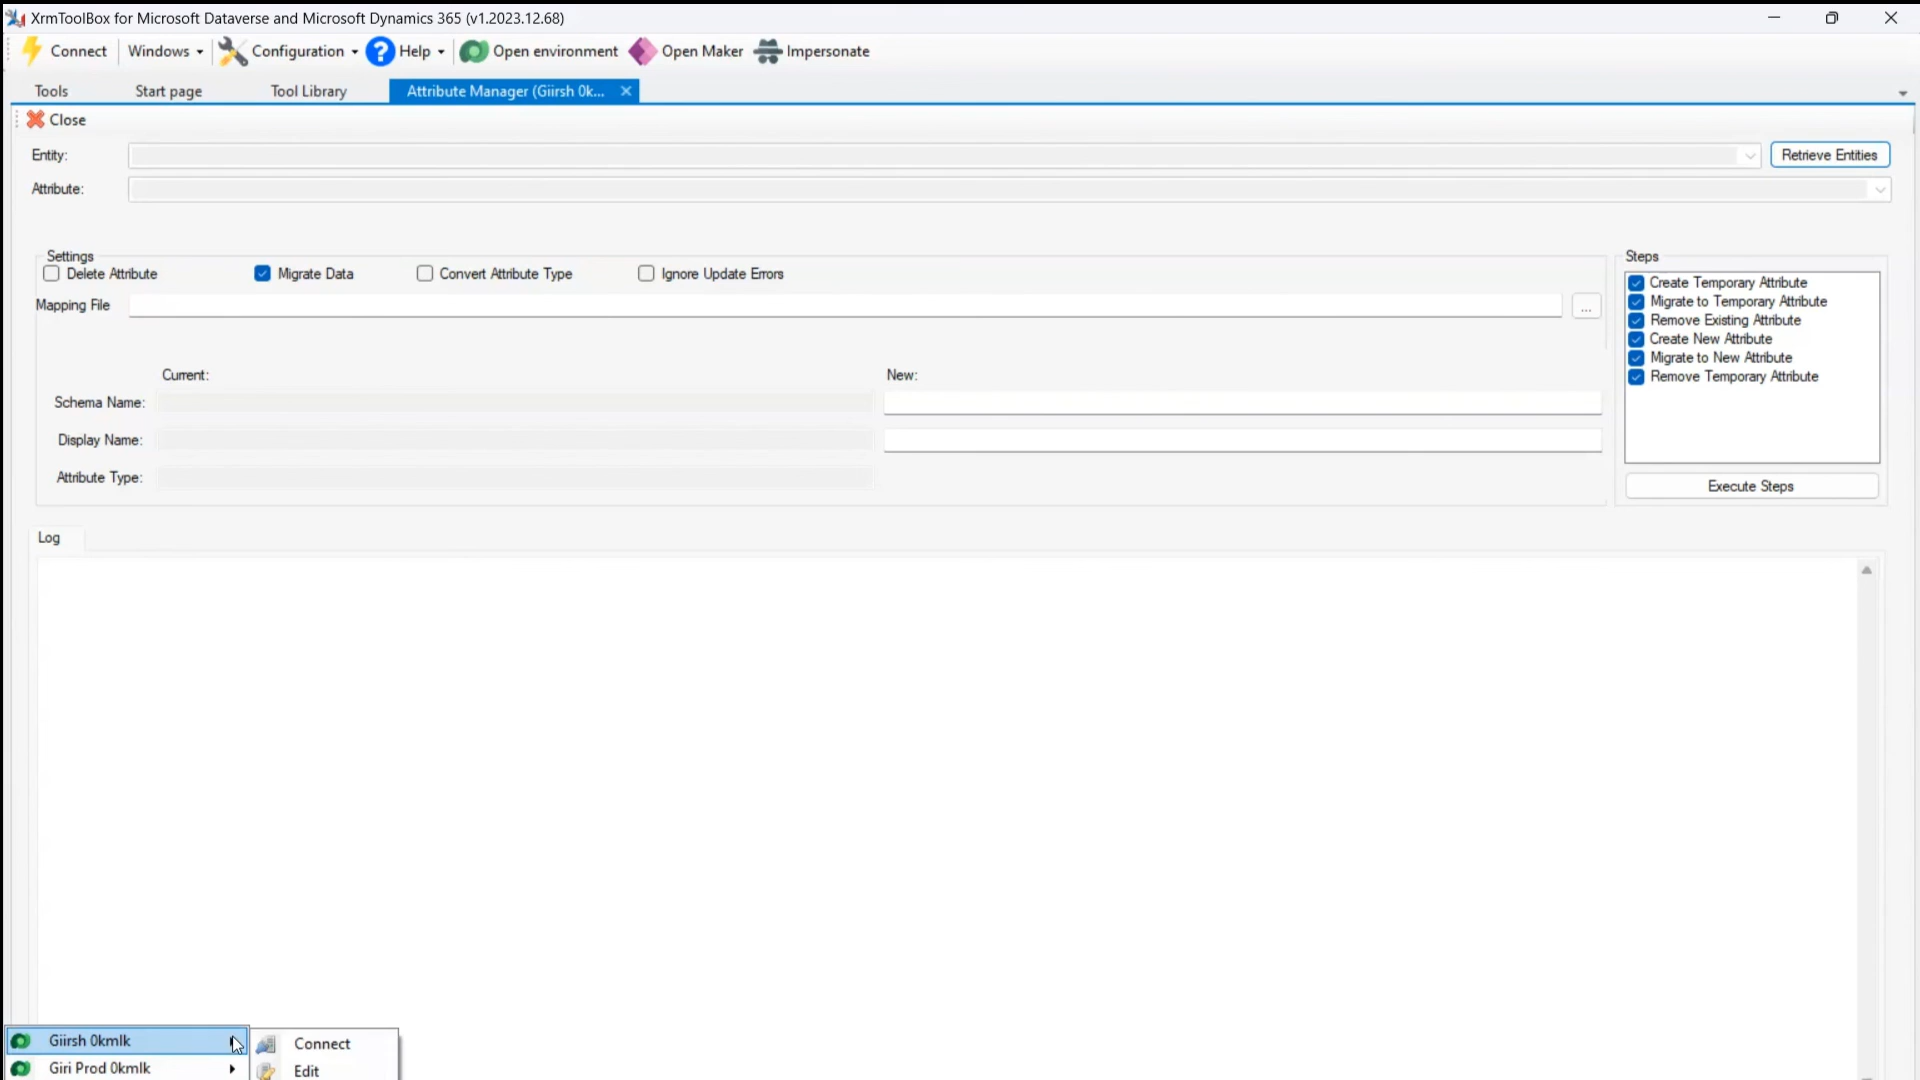 XrmToolBox for Microsoft Dataverse and Microsoft Dynamics 365 (v1.2023.12.68)
Connect Windows Configuration Help Open environment Open Maker Impersonate
Tools Start page Tool Library Attribute Manager (Giirsh 0k...
Close
Entity: Retrieve Entities
Attribute:
Settings
Delete Attribute Migrate Data Convert Attribute Type Ignore Update Errors
Mapping File ...
Current: New:
Schema Name:
Display Name:
Attribute Type:
Steps
Create Temporary Attribute
Migrate to Temporary Attribute
Remove Existing Attribute
Create New Attribute
Migrate to New Attribute
Remove Temporary Attribute
Execute Steps
Log
Giirsh 0kmlk Connect
Giri Prod 0kmlk Edit